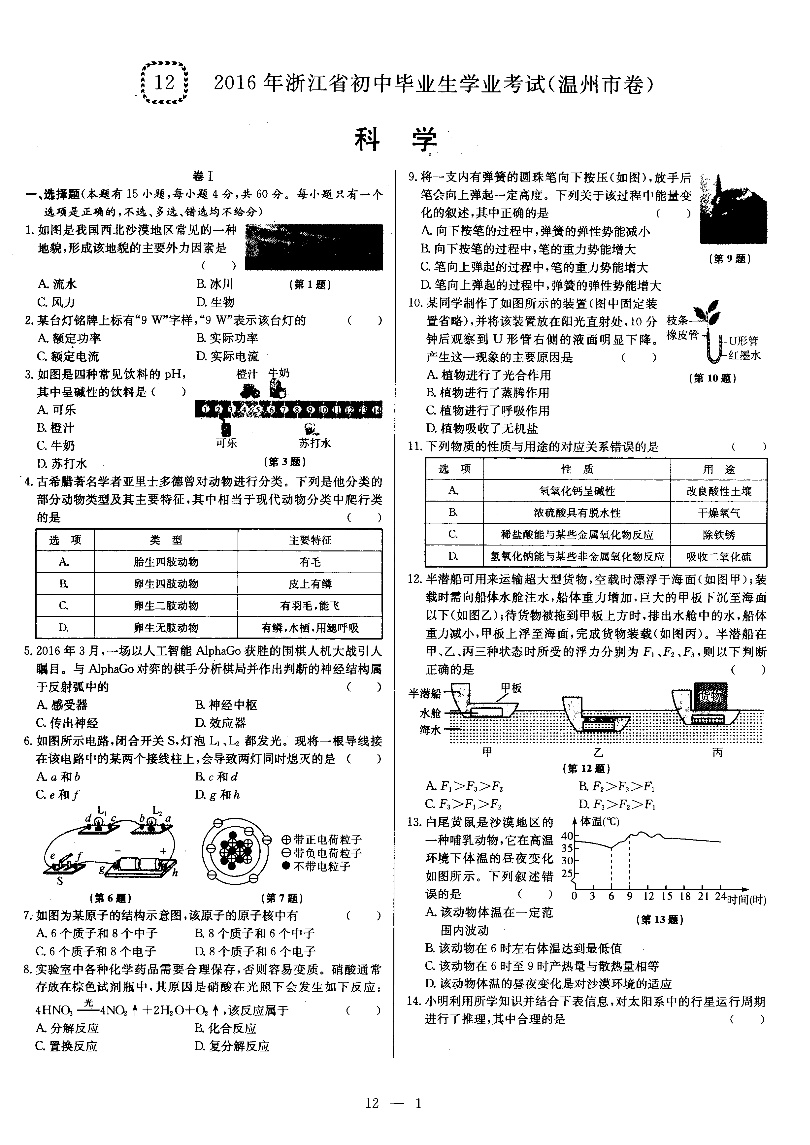 12
2016年浙江省初中毕业生学业考试(温州市卷)
科 学
卷Ⅰ
一、选择题(本题有15小题,每小题4分,共60分。每小题只有一个
选项是正确的,不选、多选、错选均不给分)
1.如图是我国西北沙漠地区常见的一种
地貌,形成该地貌的主要外力因素是
( )
A.流水 B.冰川
(第1题)
C.风力 D.生物
2.某台灯铭牌上标有“9 W”字样,“9 W”表示该台灯的 ( )
A.额定功率 B.实际功率
C.额定电流 D.实际电流
3.如图是四种常见饮料的pH,
其中呈碱性的饮料是( )
A.可乐
B.橙汁
C.牛奶
D.苏打水
橙汁 牛奶
1 2 3 4 5 6 7 8 9 10 11 12 13 14
可乐 苏打水
(第3题)
4.古希腊著名学者亚里士多德曾对动物进行分类。下列是他分类的
部分动物类型及其主要特征,其中相当于现代动物分类中爬行类
的是 ( )
选 项 类 型 主要特征
A. 胎生四肢动物 有毛
B. 卵生四肢动物 皮上有鳞
C. 卵生二肢动物 有羽毛,能飞
D. 卵生无肢动物 有鳞,水栖,用鳃呼吸
5.2016年3月,一场以人工智能AlphaGo获胜的围棋人机大战引人
瞩目。与AlphaGo对弈的棋手分析棋局并作出判断的神经结构属
于反射弧中的 ( )
A.感受器 B.神经中枢
C.传出神经 D.效应器
6.如图所示电路,闭合开关S,灯泡L₁、L₂都发光。现将一根导线接
在该电路中的某两个接线柱上,会导致两灯同时熄灭的是 ( )
A.a和b B.c和d
C.e和f D.g和h
L₁ L₂
d c b a
e f g − + h
S
(第6题)
⊕带正电荷粒子
⊖带负电荷粒子
●不带电粒子
(第7题)
7.如图为某原子的结构示意图,该原子的原子核中有 ( )
A.6个质子和8个中子 B.8个质子和6个中子
C.6个质子和8个电子 D.8个质子和6个电子
8.实验室中各种化学药品需要合理保存,否则容易变质。硝酸通常
存放在棕色试剂瓶中,其原因是硝酸在光照下会发生如下反应:
4HNO₃ 光 4NO₂↑+2H₂O+O₂↑,该反应属于 ( )
A.分解反应 B.化合反应
C.置换反应 D.复分解反应
9.将一支内有弹簧的圆珠笔向下按压(如图),放手后
笔会向上弹起一定高度。下列关于该过程中能量变
化的叙述,其中正确的是 ( )
A.向下按笔的过程中,弹簧的弹性势能减小
B.向下按笔的过程中,笔的重力势能增大
C.笔向上弹起的过程中,笔的重力势能增大
D.笔向上弹起的过程中,弹簧的弹性势能增大
(第9题)
10.某同学制作了如图所示的装置(图中固定装
置省略),并将该装置放在阳光直射处,10分
钟后观察到U形管右侧的液面明显下降。
产生这一现象的主要原因是 ( )
A.植物进行了光合作用
B.植物进行了蒸腾作用
C.植物进行了呼吸作用
D.植物吸收了无机盐
枝条
橡皮管
U形管
红墨水
(第10题)
11.下列物质的性质与用途的对应关系错误的是 ( )
选 项 性 质 用 途
A. 氢氧化钙呈碱性 改良酸性土壤
B. 浓硫酸具有脱水性 干燥氧气
C. 稀盐酸能与某些金属氧化物反应 除铁锈
D. 氢氧化钠能与某些非金属氧化物反应 吸收二氧化硫
12.半潜船可用来运输超大型货物,空载时漂浮于海面(如图甲);装
载时需向船体水舱注水,船体重力增加,巨大的甲板下沉至海面
以下(如图乙);待货物被拖到甲板上方时,排出水舱中的水,船体
重力减小,甲板上浮至海面,完成货物装载(如图丙)。半潜船在
甲、乙、丙三种状态时所受的浮力分别为F₁、F₂、F₃,则以下判断
正确的是 ( )
半潜船 甲板 货物
水舱
海水
甲 乙 丙
(第12题)
A.F₁>F₃>F₂ B.F₂>F₃>F₁
C.F₃>F₁>F₂ D.F₃>F₂>F₁
13.白尾黄鼠是沙漠地区的
一种哺乳动物,它在高温
环境下体温的昼夜变化
如图所示。下列叙述错
误的是 ( )
A.该动物体温在一定范
围内波动
体温(℃)
40
35
30
25
0 3 6 9 12 15 18 21 24 时间(时)
(第13题)
B.该动物在6时左右体温达到最低值
C.该动物在6时至9时产热量与散热量相等
D.该动物体温的昼夜变化是对沙漠环境的适应
14.小明利用所学知识并结合下表信息,对太阳系中的行星运行周期
进行了推理,其中合理的是 ( )
12 — 1